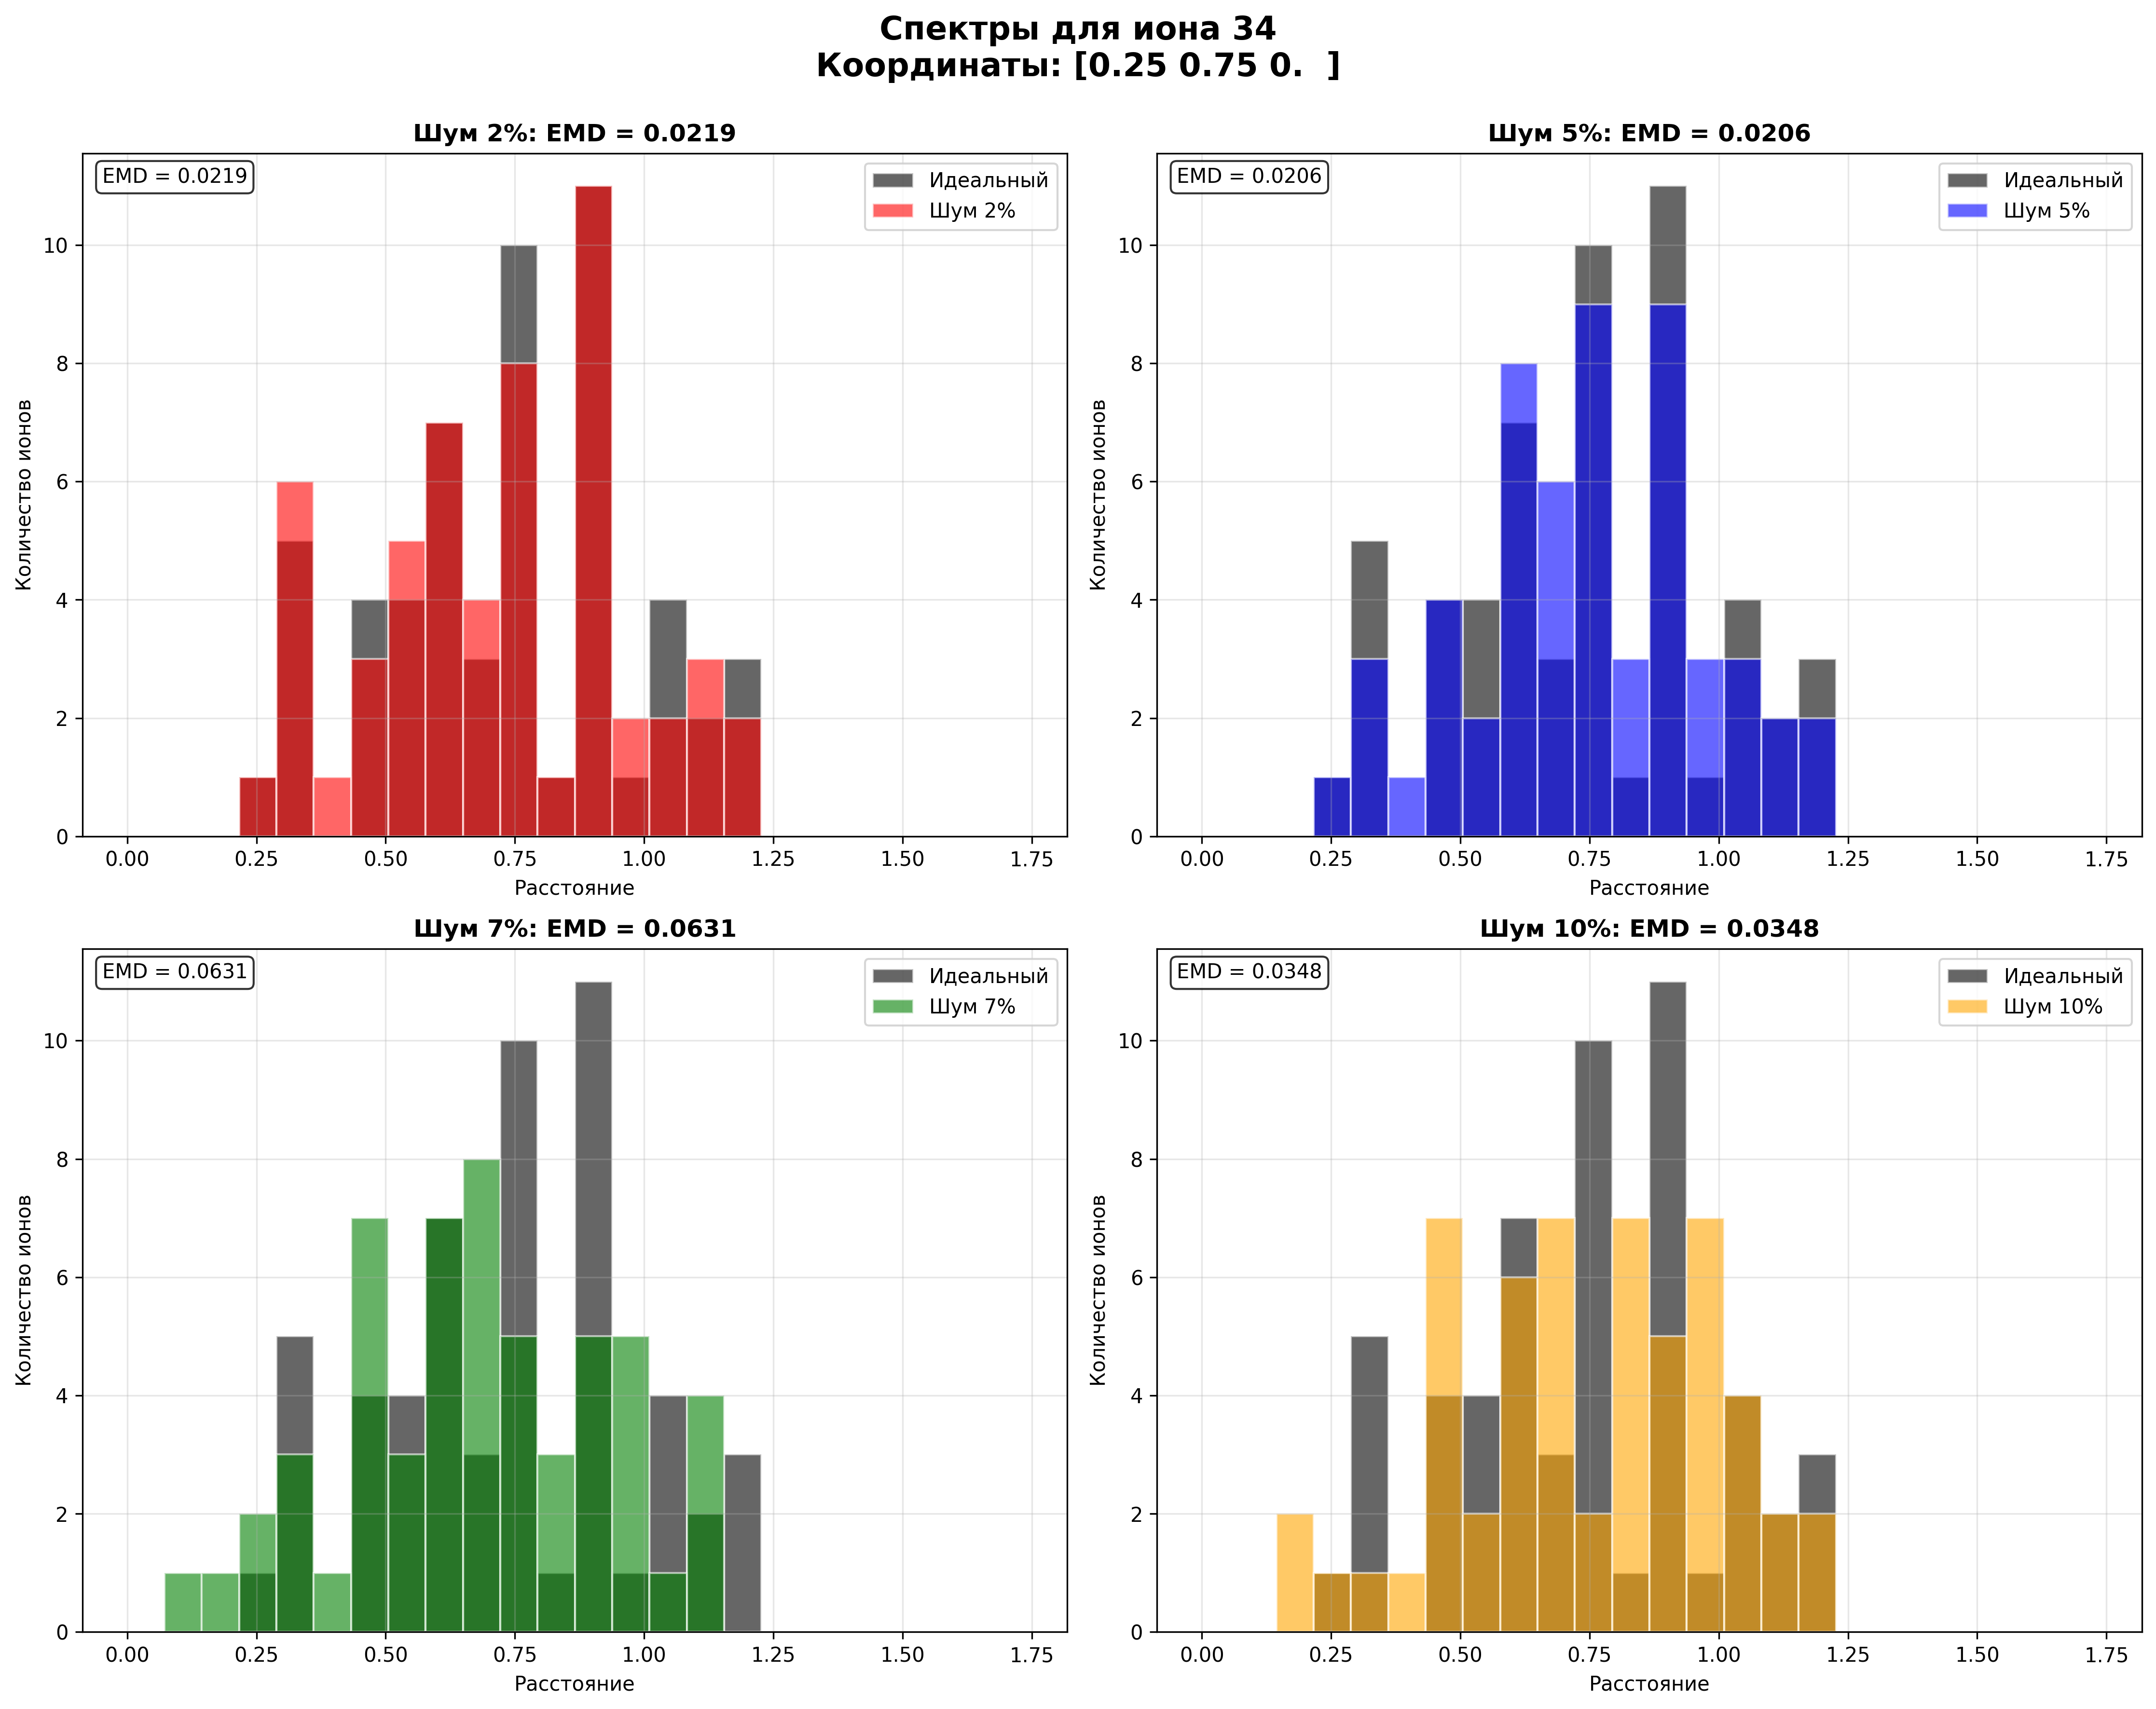 Спектры для иона 34
Координаты: [0.25 0.75 0.  ]
Шум 2%: EMD = 0.0219
EMD = 0.0219
Идеальный
Шум 2%
Количество ионов
10
8
6
4
2
0
0.00 0.25 0.50 0.75 1.00 1.25 1.50 1.75
Расстояние
Шум 5%: EMD = 0.0206
EMD = 0.0206
Идеальный
Шум 5%
Количество ионов
10
8
6
4
2
0
0.00 0.25 0.50 0.75 1.00 1.25 1.50 1.75
Расстояние
Шум 7%: EMD = 0.0631
EMD = 0.0631
Идеальный
Шум 7%
Количество ионов
10
8
6
4
2
0
0.00 0.25 0.50 0.75 1.00 1.25 1.50 1.75
Расстояние
Шум 10%: EMD = 0.0348
EMD = 0.0348
Идеальный
Шум 10%
Количество ионов
10
8
6
4
2
0
0.00 0.25 0.50 0.75 1.00 1.25 1.50 1.75
Расстояние